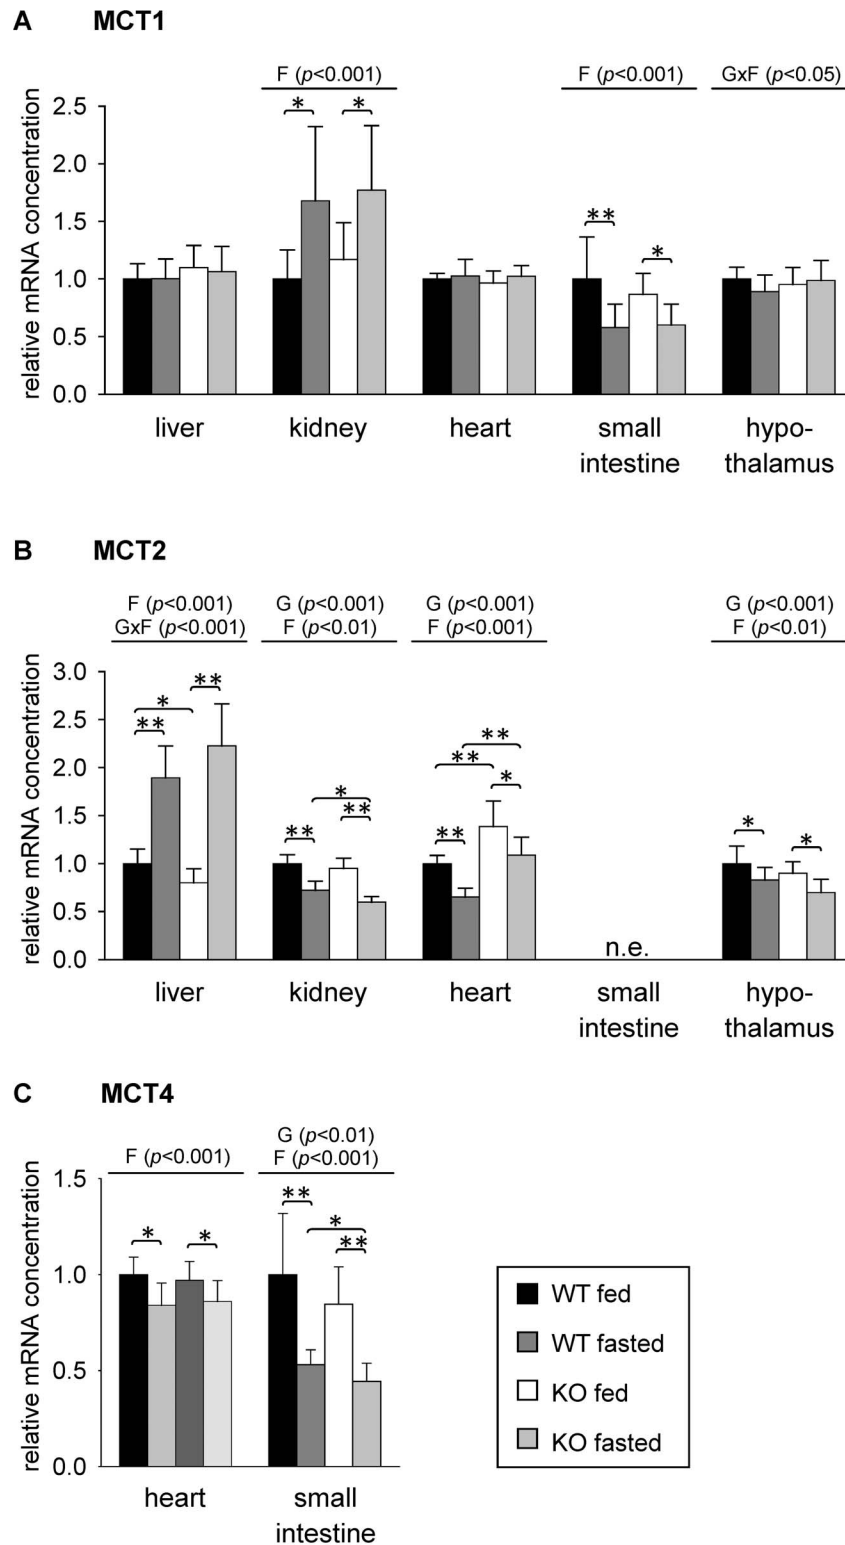 A MCT1
F (p<0.001) F (p<0.001) GxF (p<0.05)
* * ** *
relative mRNA concentration
2.5
2.0
1.5
1.0
0.5
0.0
liver kidney heart small intestine hypo-thalamus
B MCT2
F (p<0.001) G (p<0.001) G (p<0.001) G (p<0.001)
GxF (p<0.001) F (p<0.01) F (p<0.001) F (p<0.01)
** * ** ** * ** ** ** ** * * *
relative mRNA concentration
3.0
2.5
2.0
1.5
1.0
0.5
0.0
n.e.
liver kidney heart small intestine hypo-thalamus
C MCT4
G (p<0.01)
F (p<0.001) F (p<0.001)
* * ** * **
relative mRNA concentration
1.5
1.0
0.5
0.0
heart small intestine
WT fed
WT fasted
KO fed
KO fasted